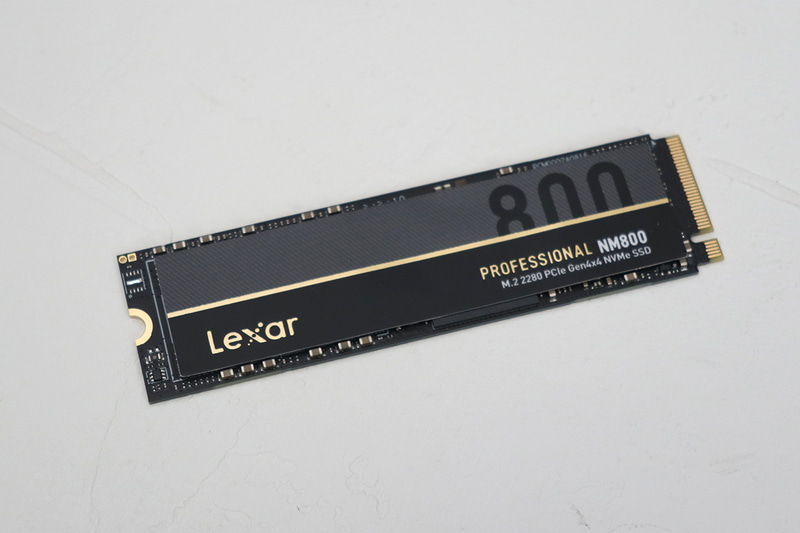 800
PROFESSIONAL NM800
M.2 2280 PCIe Gen4x4 NVMe SSD
Lexar